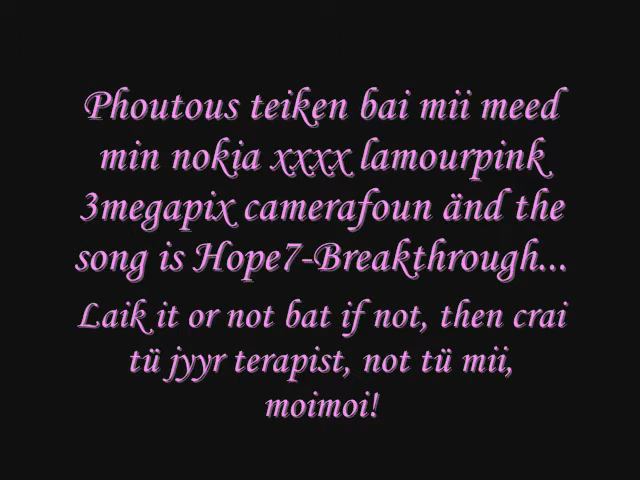 Phoutous teiken bai mii meed
min nokia xxxx lamourpink
3megapix camerafoun änd the
song is Hope7-Breakthrough...
Laik it or not bat if not, then crai
tü jyyr terapist, not tü mii,
moimoi!